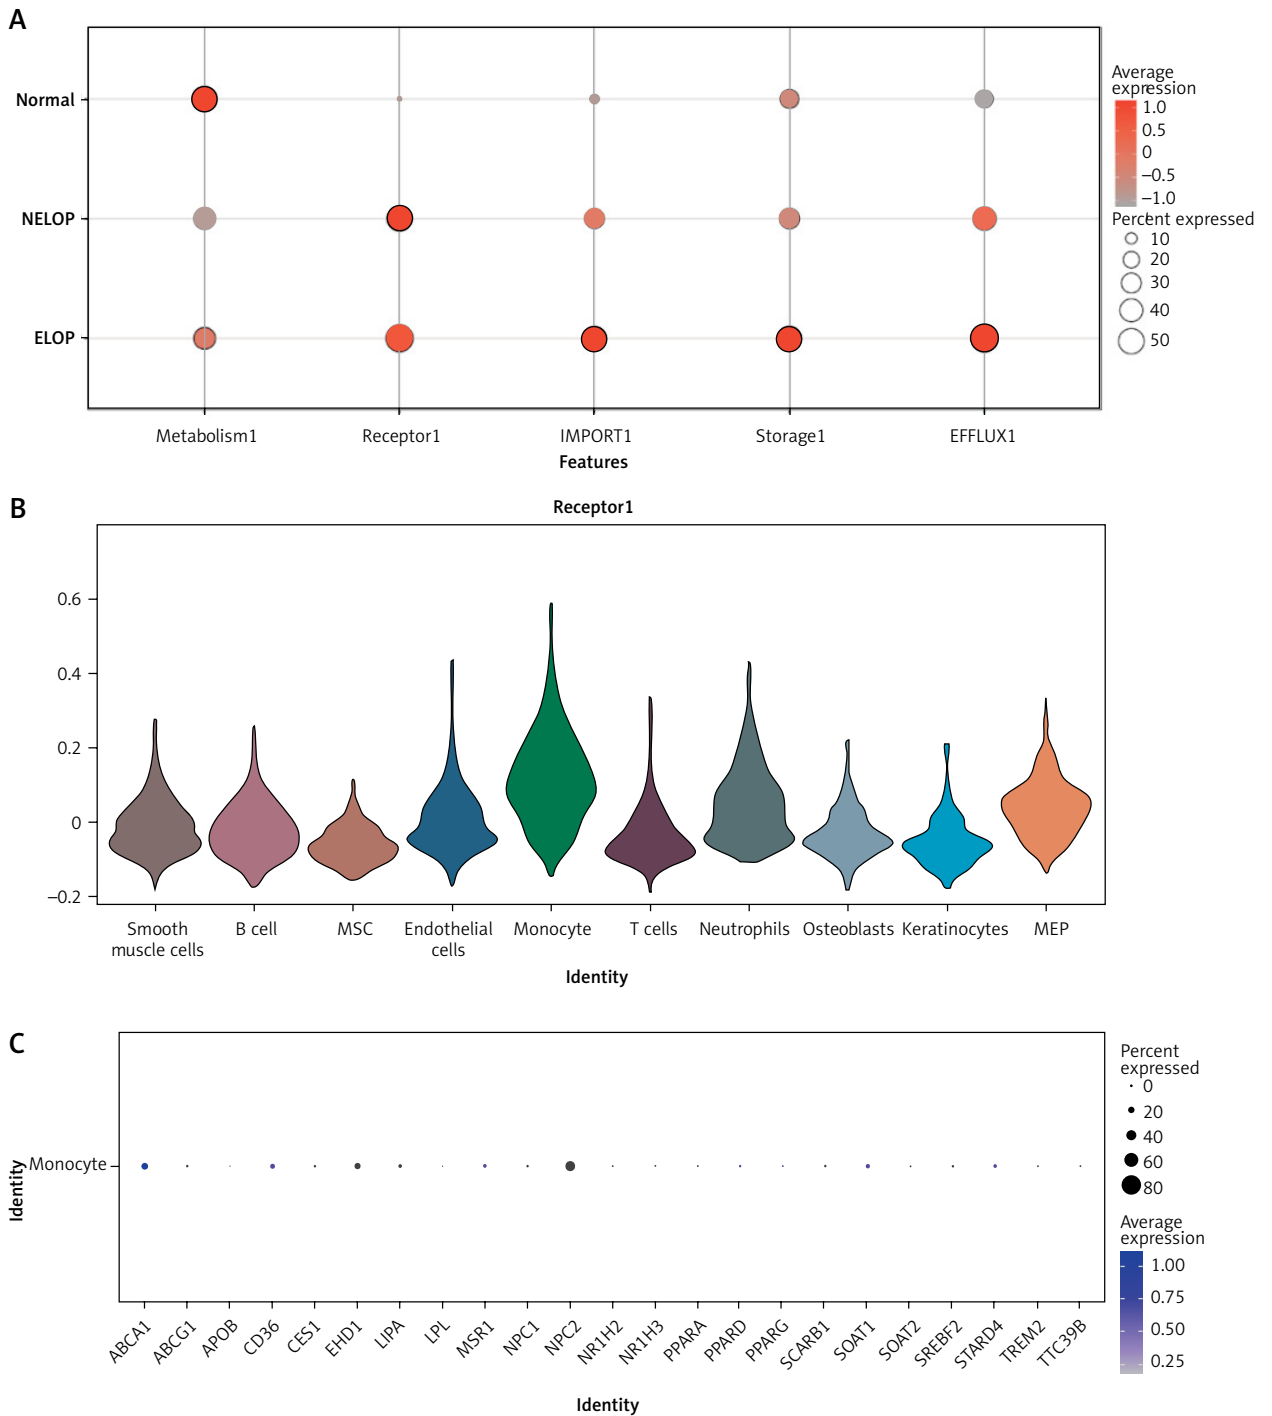 A
Normal
NELOP
ELOP
Metabolism1 Receptor1 IMPORT1 Storage1 EFFLUX1
Features
Average
expression
1.0
0.5
0
–0.5
–1.0
Percent expressed
10
20
30
40
50
B
Receptor1
0.6
0.4
0.2
0
–0.2
Smooth
muscle cells
B cell
MSC
Endothelial
cells
Monocyte
T cells
Neutrophils
Osteoblasts
Keratinocytes
MEP
Identity
C
Identity
Monocyte
ABCA1
ABCG1
APOB
CD36
CES1
EHD1
LIPA
LPL
MSR1
NPC1
NPC2
NR1H2
NR1H3
PPARA
PPARD
PPARG
SCARB1
SOAT1
SOAT2
SREBF2
STARD4
TREM2
TTC39B
Identity
Percent
expressed
0
20
40
60
80
Average
expression
1.00
0.75
0.50
0.25